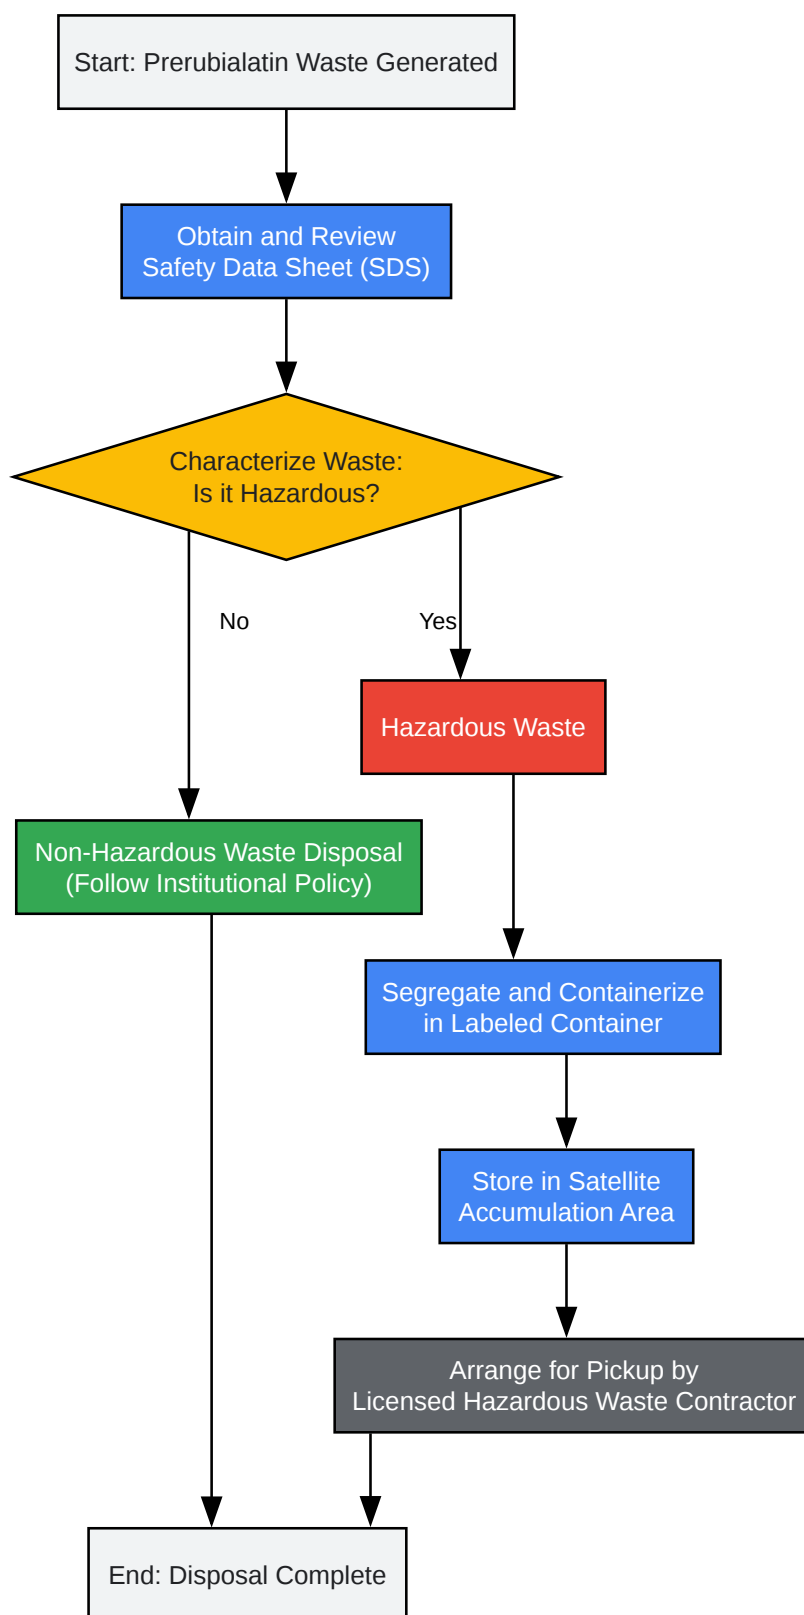 Start: Prerubialatin Waste Generated
Obtain and Review
Safety Data Sheet (SDS)
Characterize Waste:
Is it Hazardous?
No
Yes
Hazardous Waste
Non-Hazardous Waste Disposal
(Follow Institutional Policy)
Segregate and Containerize
in Labeled Container
Store in Satellite
Accumulation Area
Arrange for Pickup by
Licensed Hazardous Waste Contractor
End: Disposal Complete